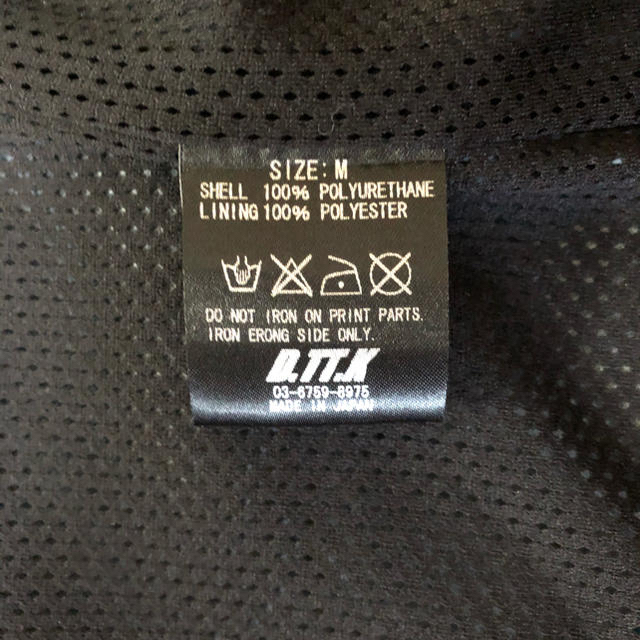 SIZE: M
SHELL 100% POLYURETHANE
LINING 100% POLYESTER
DO NOT IRON ON PRINT PARTS.
IRON ERONG SIDE ONLY.
D.TT.K
03-6759-8975
MADE IN JAPAN